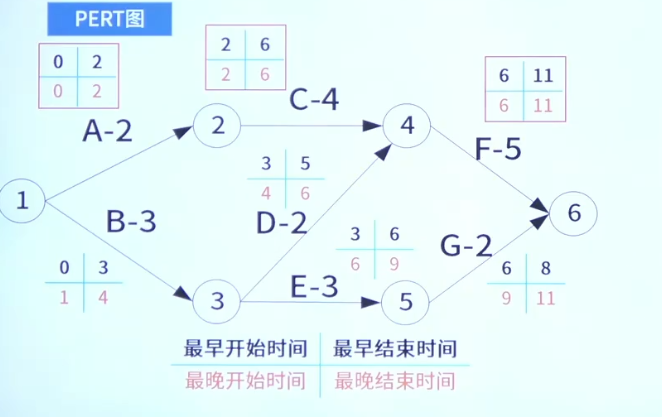 PERT图
0 2
0 2
2 6
2 6
6 11
6 11
A-2
2
C-4
4
F-5
3 5
4 6
1
B-3
D-2
6
3 6
6 9
G-2
0 3
1 4
6 8
9 11
3
E-3
5
最早开始时间 最早结束时间
最晚开始时间 最晚结束时间